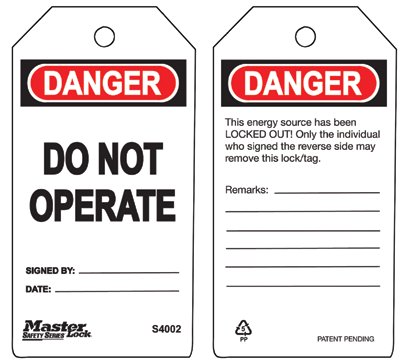 DANGER
DO NOT
OPERATE
SIGNED BY:
DATE:
Master Lock
SAFETY SERIES
S4002
DANGER
This energy source has been
LOCKED OUT! Only the individual
who signed the reverse side may
remove this lock/tag.
Remarks:
5
PP
PATENT PENDING